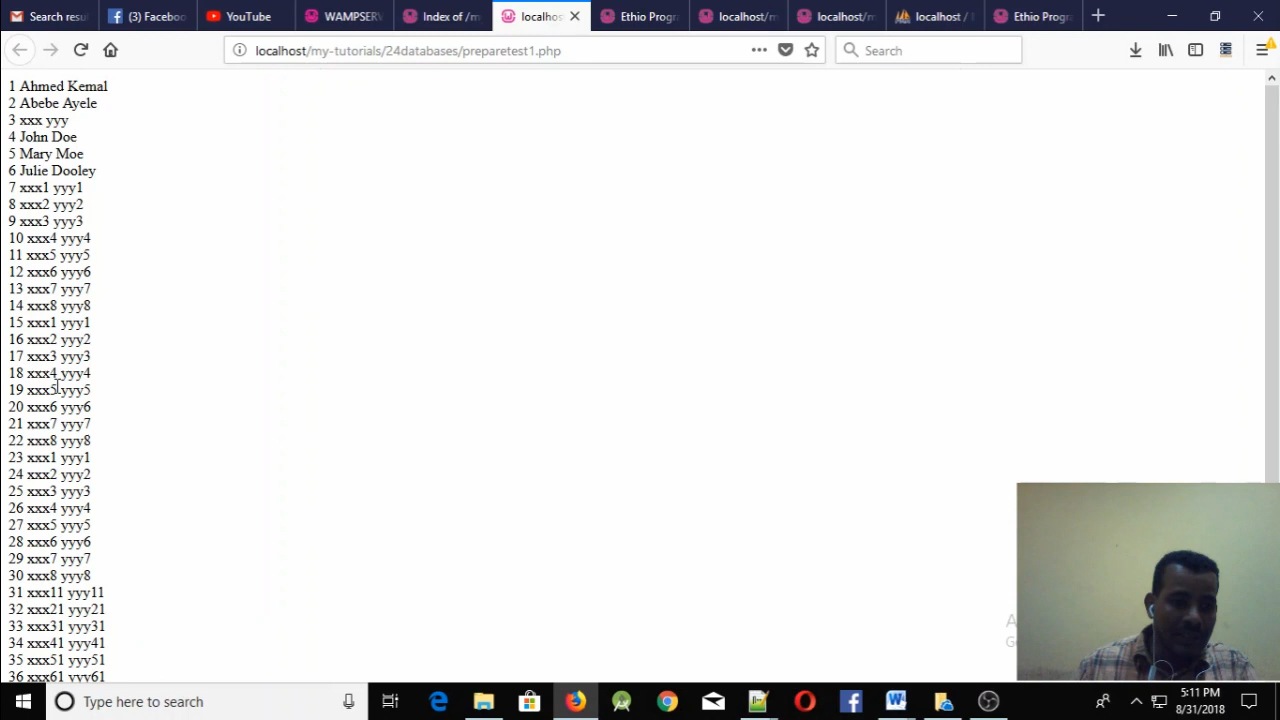 Search resul
(3) Faceboo
YouTube
WAMPSERV
Index of /m
localhos
Ethio Progr
localhost/m
localhost/m
localhost / 
Ethio Progr
localhost/my-tutorials/24databases/preparetest1.php
Search
1 Ahmed Kemal
2 Abebe Ayele
3 xxx yyy
4 John Doe
5 Mary Moe
6 Julie Dooley
7 xxx1 yyy1
8 xxx2 yyy2
9 xxx3 yyy3
10 xxx4 yyy4
11 xxx5 yyy5
12 xxx6 yyy6
13 xxx7 yyy7
14 xxx8 yyy8
15 xxx1 yyy1
16 xxx2 yyy2
17 xxx3 yyy3
18 xxx4 yyy4
19 xxx5 yyy5
20 xxx6 yyy6
21 xxx7 yyy7
22 xxx8 yyy8
23 xxx1 yyy1
24 xxx2 yyy2
25 xxx3 yyy3
26 xxx4 yyy4
27 xxx5 yyy5
28 xxx6 yyy6
29 xxx7 yyy7
30 xxx8 yyy8
31 xxx11 yyy11
32 xxx21 yyy21
33 xxx31 yyy31
34 xxx41 yyy41
35 xxx51 yyy51
36 xxx61 yyy61
Type here to search
5:11 PM
8/31/2018